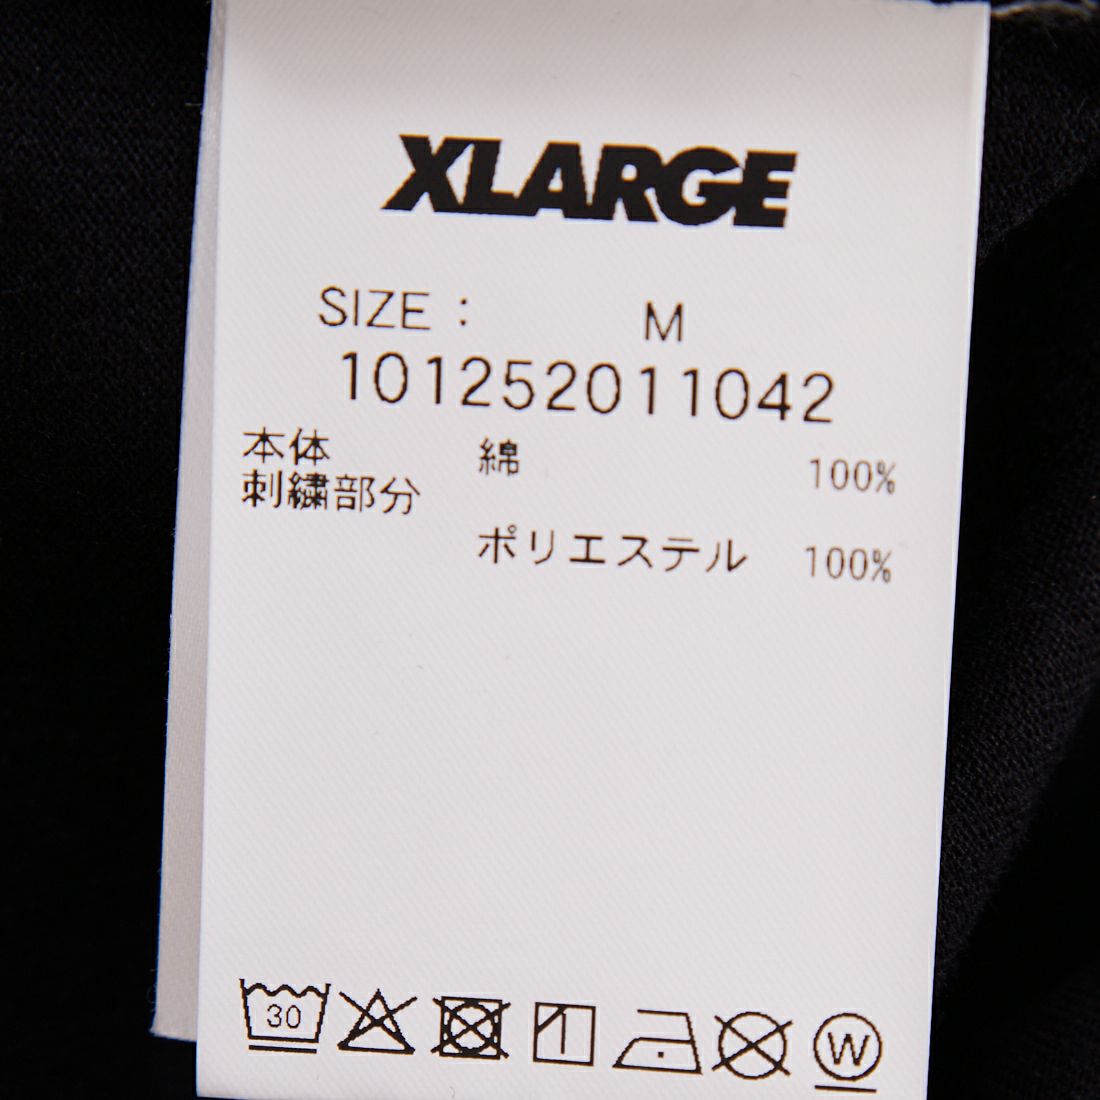 XLARGE
SIZE : M
101252011042
本体 綿 100%
刺繍部分
ポリエステル 100%
30
W